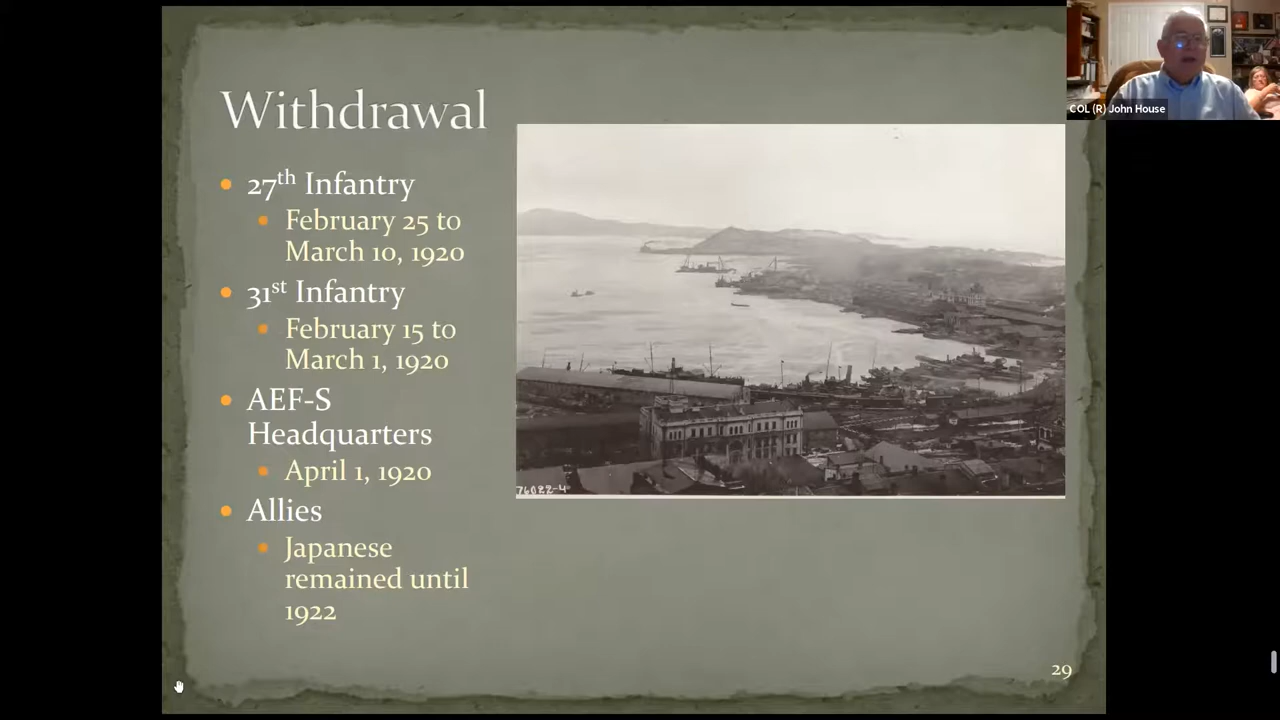 Withdrawal
27th Infantry
February 25 to
March 10, 1920
31st Infantry
February 15 to
March 1, 1920
AEF-S
Headquarters
April 1, 1920
Allies
Japanese
remained until
1922
76022-4
29
COL (R) John House